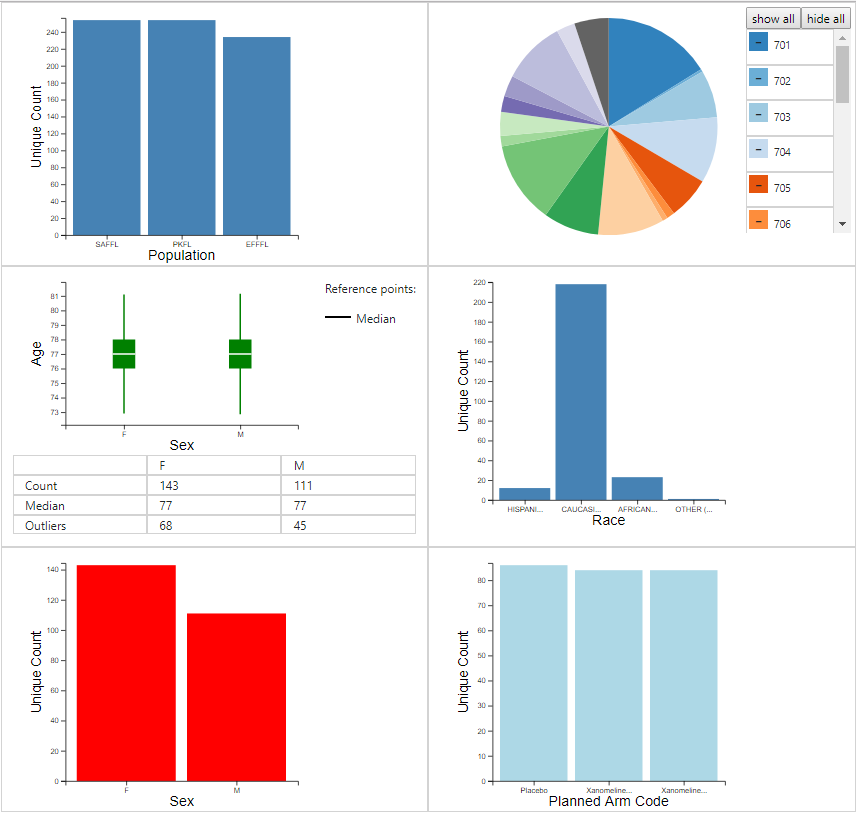 240
220
200
180
160
140
120
100
80
60
40
20
0
Unique Count
SAFFL PKFL EFFFL
Population
show all hide all
– 701
– 702
– 703
– 704
– 705
– 706
81
80
79
78
77
76
75
74
73
Age
F M
Sex
Reference points:
Median
F M
Count 143 111
Median 77 77
Outliers 68 45
220
200
180
160
140
120
100
80
60
40
20
0
Unique Count
HISPANI... CAUCASI... AFRICAN... OTHER (...
Race
140
120
100
80
60
40
20
0
Unique Count
F M
Sex
80
70
60
50
40
30
20
10
0
Unique Count
Placebo Xanomeline... Xanomeline...
Planned Arm Code